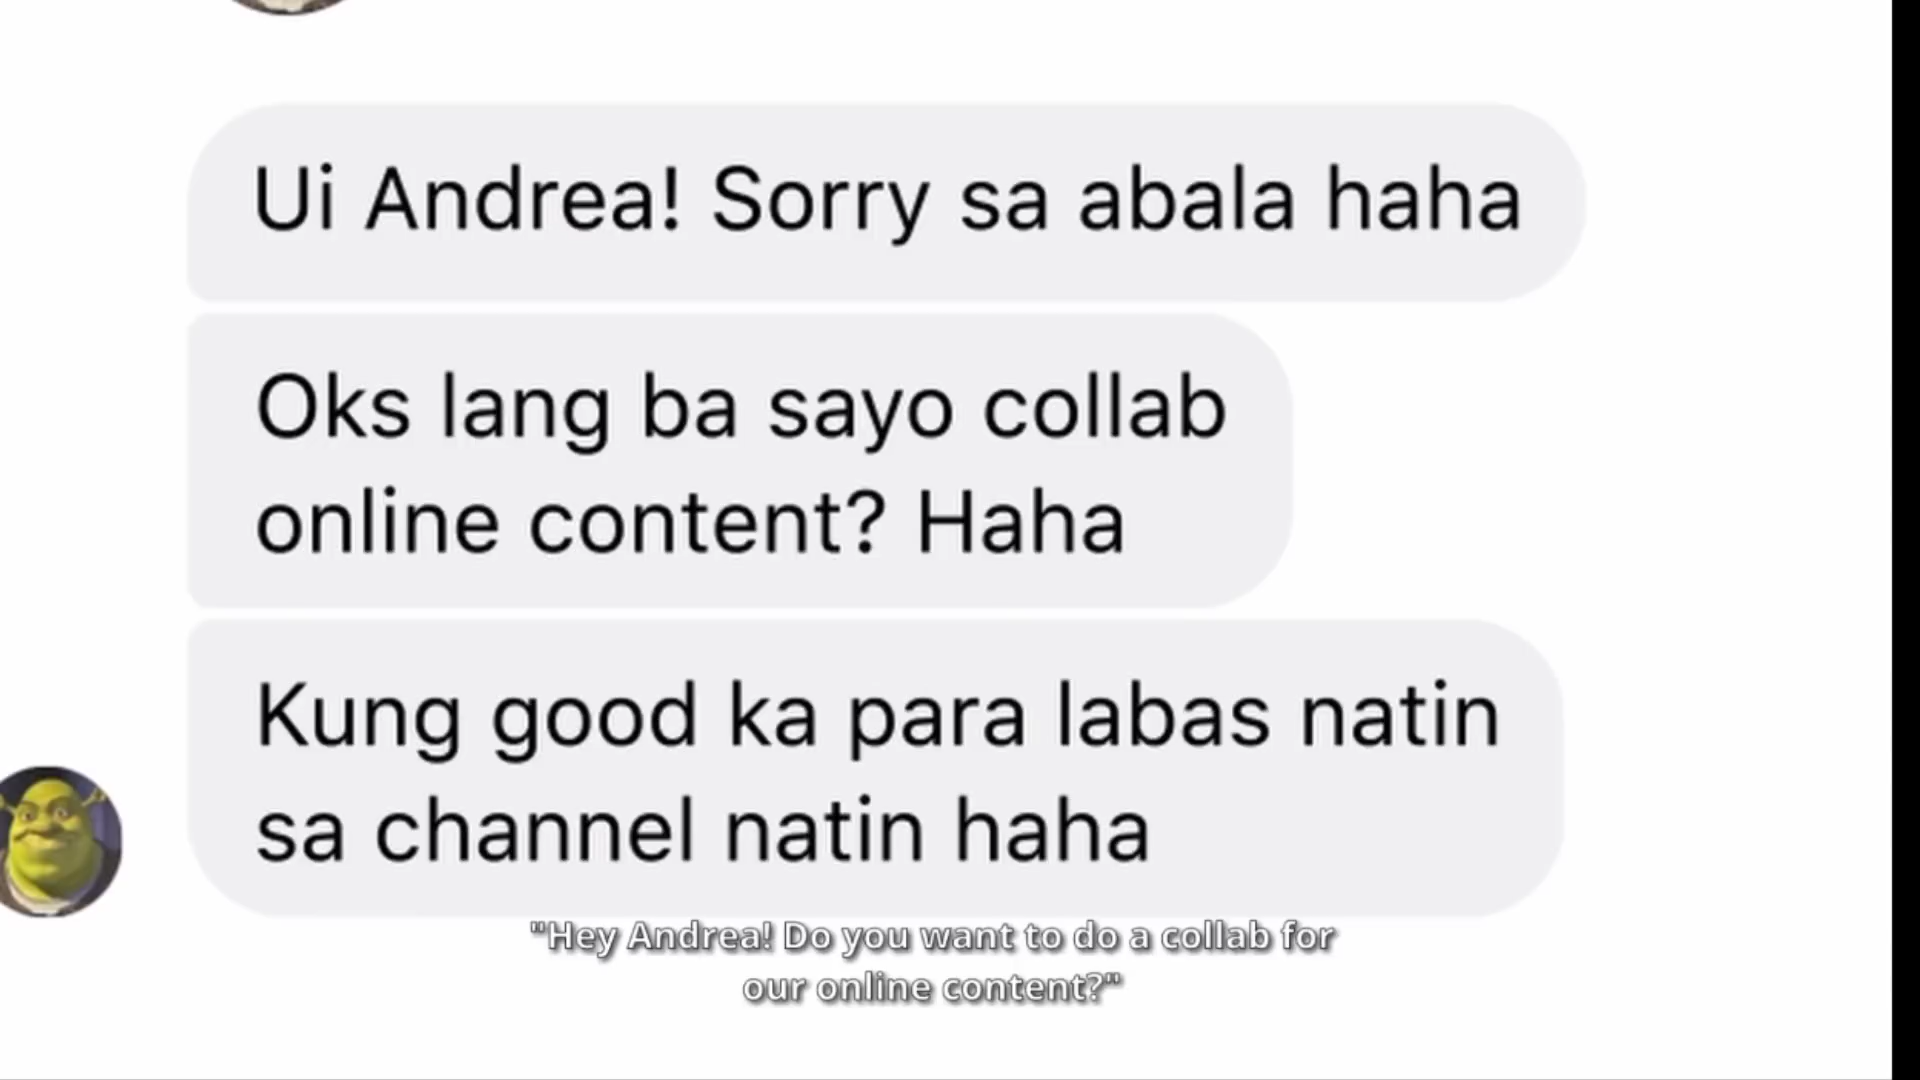 Ui Andrea! Sorry sa abala haha
Oks lang ba sayo collab
online content? Haha
Kung good ka para labas natin
sa channel natin haha
"Hey Andrea! Do you want to do a collab for
our online content?"